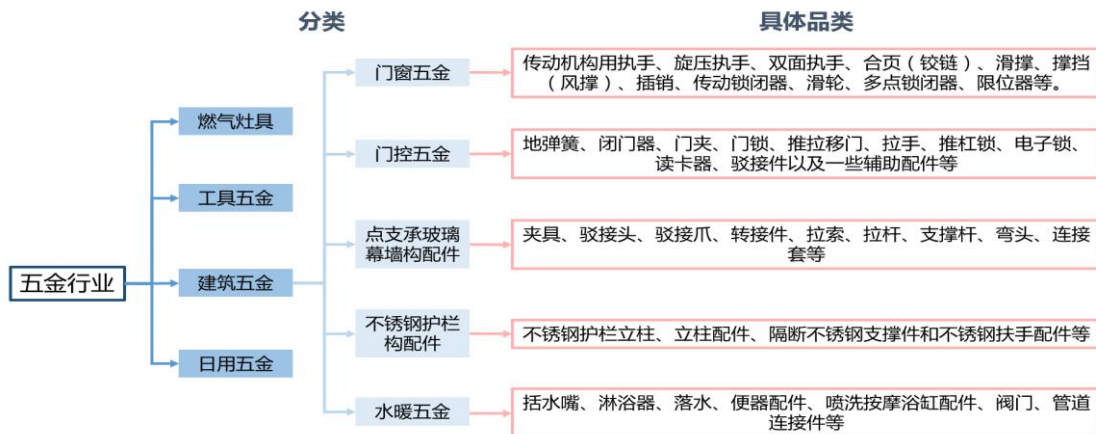 分类
具体品类
五金行业
燃气灶具
工具五金
建筑五金
日用五金
门窗五金
传动机构用执手、旋压执手、双面执手、合页（铰链）、滑撑、撑挡
（风撑）、插销、传动锁闭器、滑轮、多点锁闭器、限位器等。
门控五金
地弹簧、闭门器、门夹、门锁、推拉移门、拉手、推杠锁、电子锁、
读卡器、驳接件以及一些辅助配件等
点支承玻璃
幕墙构配件
夹具、驳接头、驳接爪、转接件、拉索、拉杆、支撑杆、弯头、连接
套等
不锈钢护栏
构配件
不锈钢护栏立柱、立柱配件、隔断不锈钢支撑件和不锈钢扶手配件等
水暖五金
括水嘴、淋浴器、落水、便器配件、喷洗按摩浴缸配件、阀门、管道
连接件等